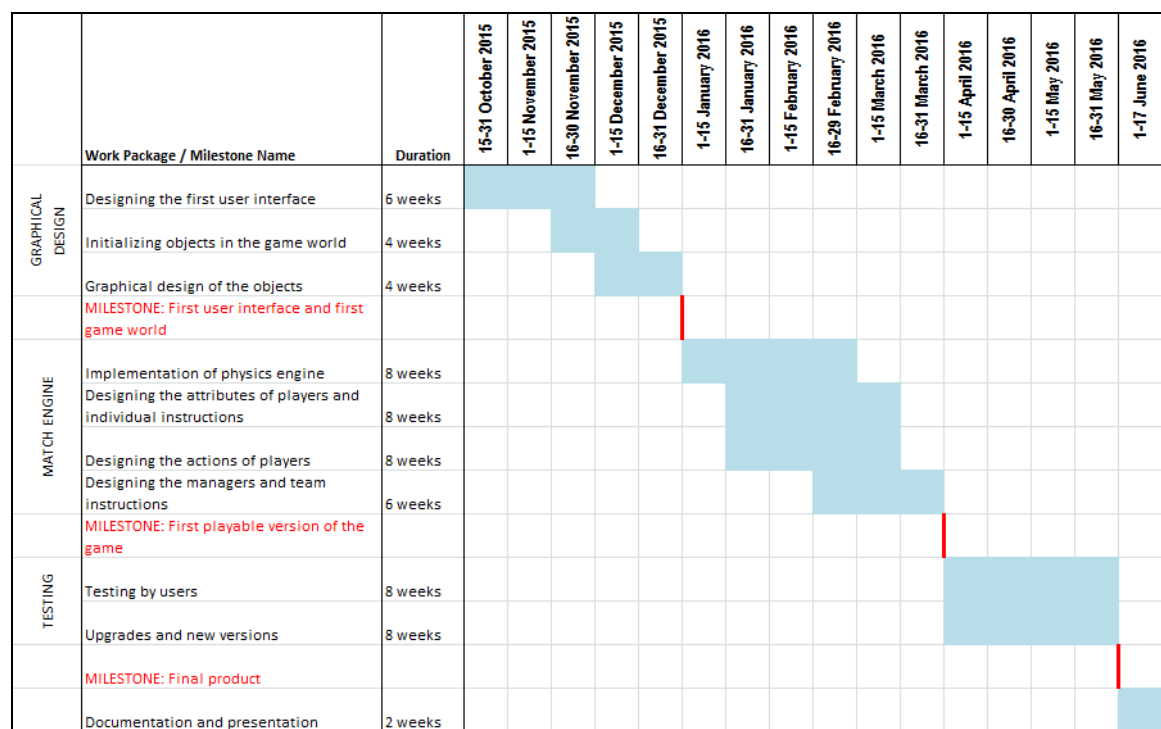 Work Package / Milestone Name
Duration
15-31 October 2015
1-15 November 2015
16-30 November 2015
1-15 December 2015
16-31 December 2015
1-15 January 2016
16-31 January 2016
1-15 February 2016
16-29 February 2016
1-15 March 2016
16-31 March 2016
1-15 April 2016
16-30 April 2016
1-15 May 2016
16-31 May 2016
1-17 June 2016
GRAPHICAL
DESIGN
Designing the first user interface
6 weeks
Initializing objects in the game world
4 weeks
Graphical design of the objects
4 weeks
MILESTONE: First user interface and first
game world
MATCH ENGINE
Implementation of physics engine
8 weeks
Designing the attributes of players and
individual instructions
8 weeks
Designing the actions of players
8 weeks
Designing the managers and team
instructions
6 weeks
MILESTONE: First playable version of the
game
TESTING
Testing by users
8 weeks
Upgrades and new versions
8 weeks
MILESTONE: Final product
Documentation and presentation
2 weeks